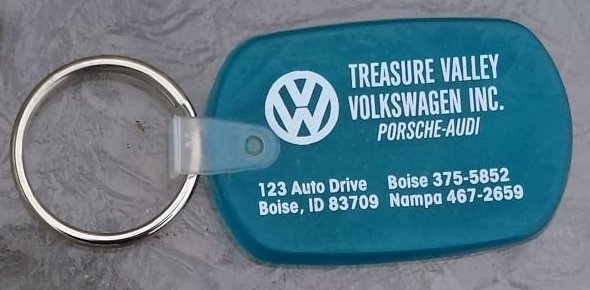 TREASURE VALLEY
VOLKSWAGEN INC.
PORSCHE-AUDI
123 Auto Drive Boise 375-5852
Boise, ID 83709 Nampa 467-2659